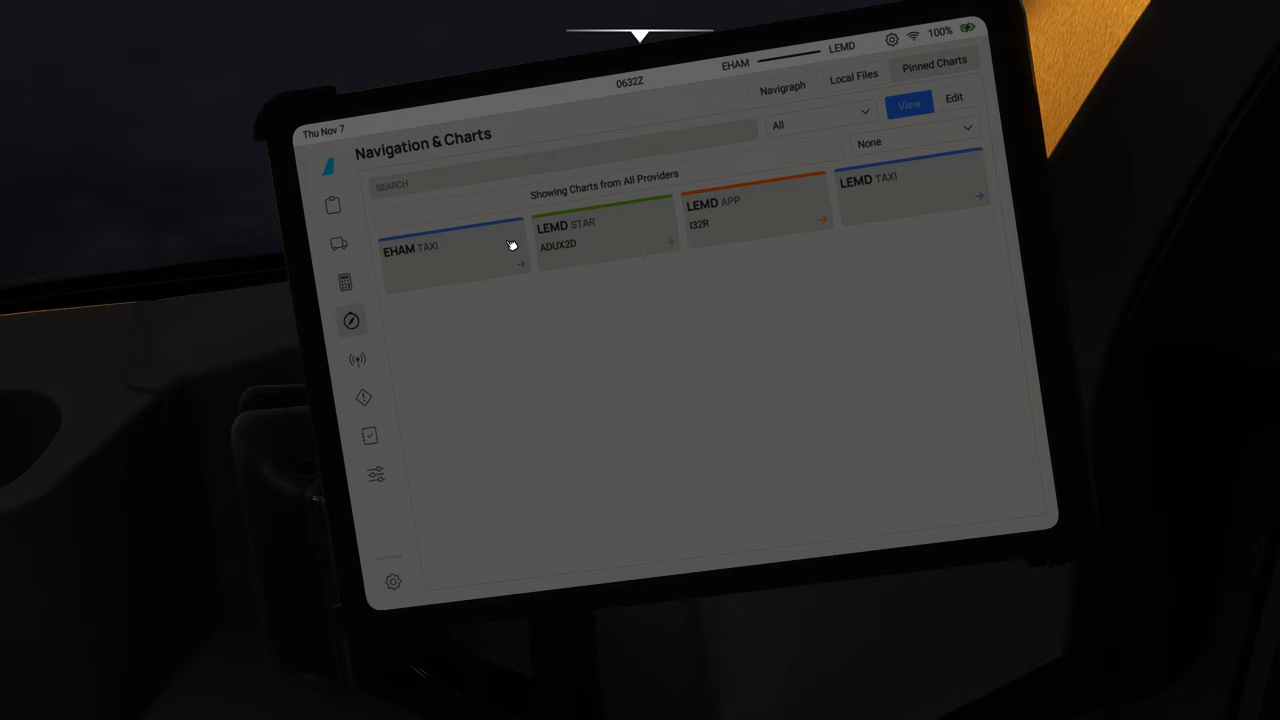 Thu Nov 7
0632Z
EHAM
LEMD
100%
Navigation & Charts
Navigraph
Local Files
Pinned Charts
SEARCH
All
View
Edit
Showing Charts from All Providers
None
EHAM TAXI
LEMD STAR
ADUX2D
LEMD APP
I32R
LEMD TAXI